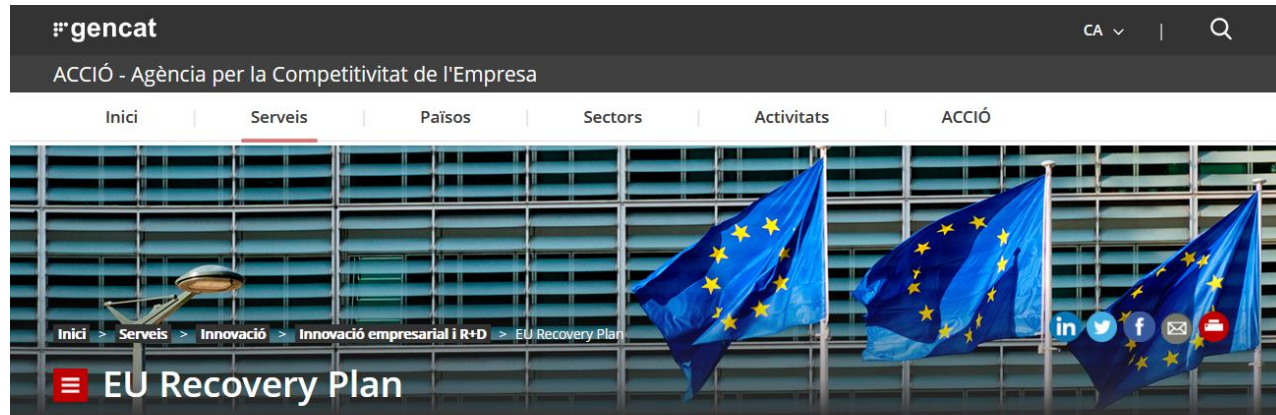 gencat
CA
ACCIÓ - Agència per la Competitivitat de l'Empresa
Inici
Serveis
Països
Sectors
Activitats
ACCIÓ
Inici > Serveis > Innovació > Innovació empresarial i R+D > EU Recovery Plan
in
f
EU Recovery Plan